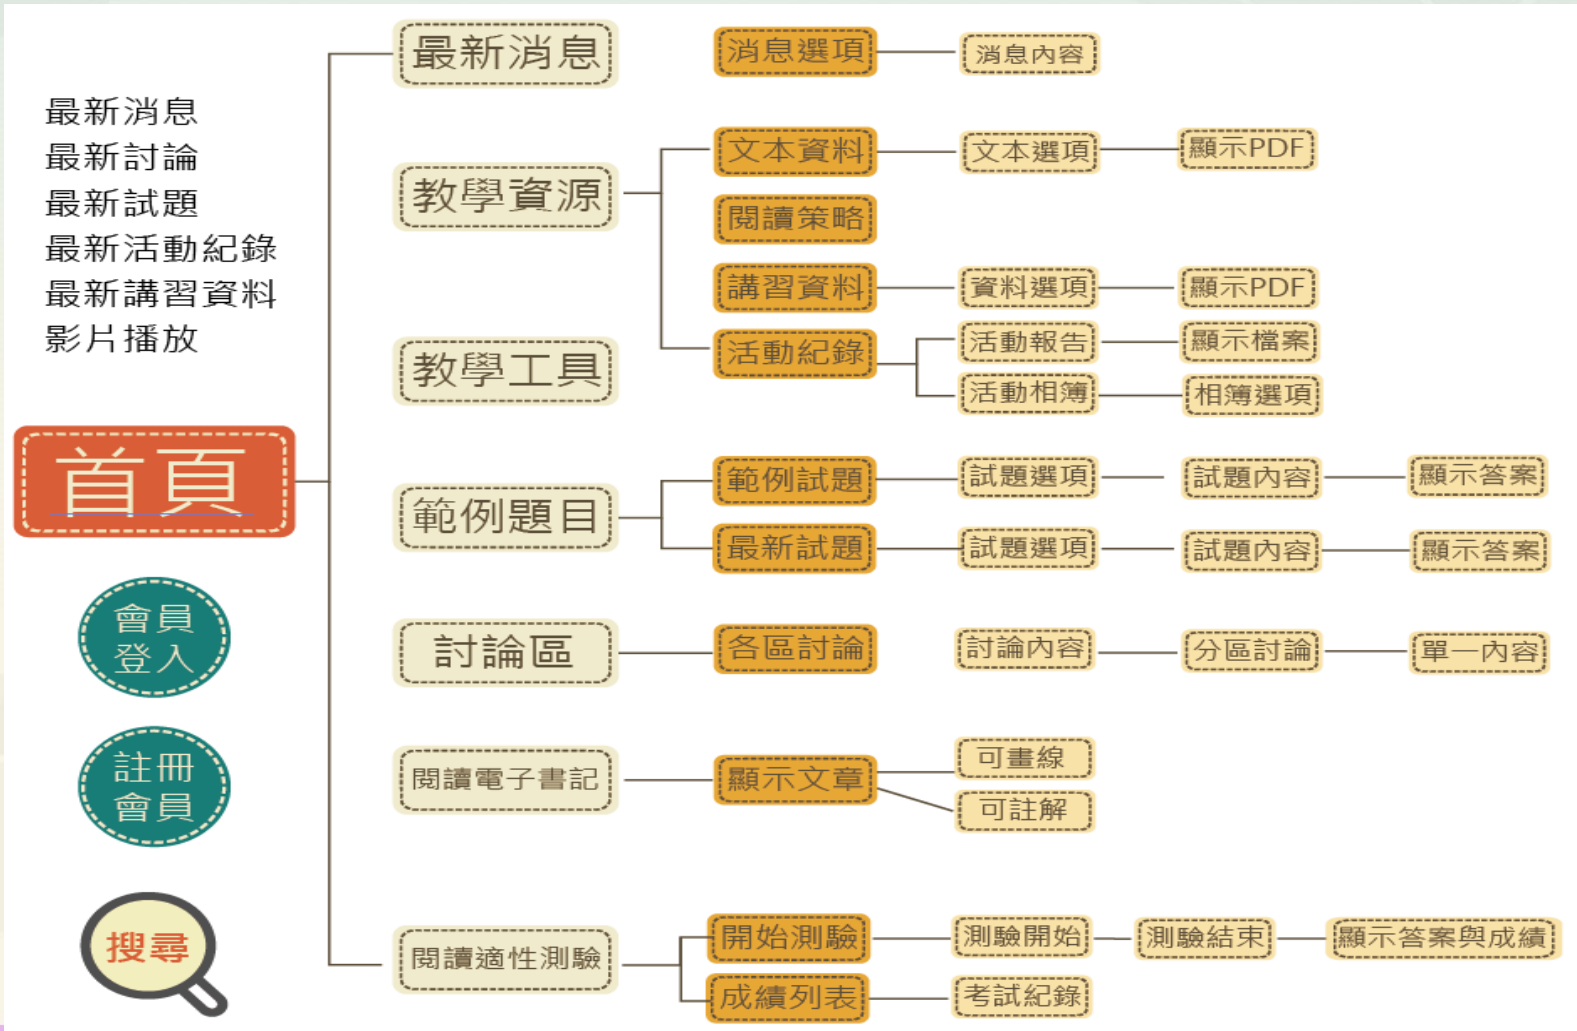 最新消息
最新討論
最新試題
最新活動紀錄
最新講習資料
影片播放
首頁
會員
登入
註冊
會員
搜尋
最新消息
消息選項
消息內容
教學資源
文本資料
文本選項
顯示PDF
閱讀策略
講習資料
資料選項
顯示PDF
活動紀錄
活動報告
顯示檔案
活動相簿
相簿選項
教學工具
範例題目
範例試題
試題選項
試題內容
顯示答案
最新試題
試題選項
試題內容
顯示答案
討論區
各區討論
討論內容
分區討論
單一內容
閱讀電子書記
顯示文章
可畫線
可註解
閱讀適性測驗
開始測驗
測驗開始
測驗結束
顯示答案與成績
成績列表
考試紀錄